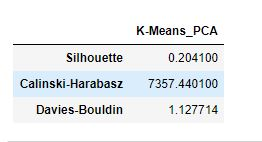 K-Means_PCA
Silhouette 0.204100
Calinski-Harabasz 7357.440100
Davies-Bouldin 1.127714